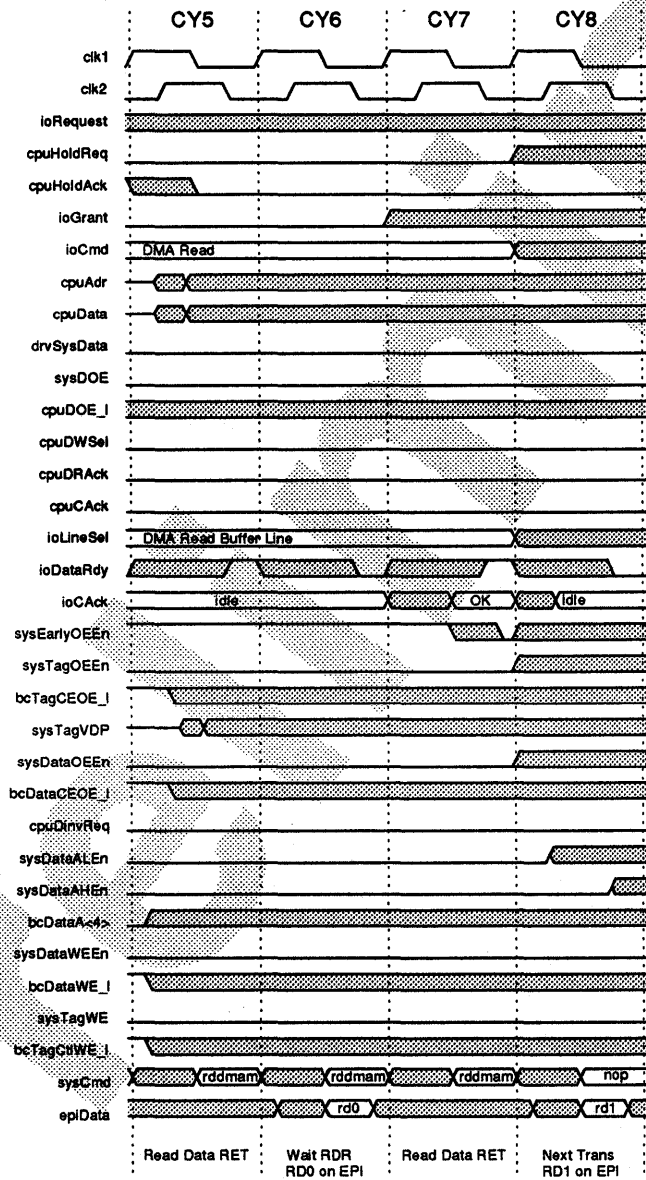 CY5 CY6 CY7 CY8
clk1
clk2
ioRequest
cpuHoldReq
cpuHoldAck
ioGrant
ioCmd DMA Read
cpuAdr
cpuData
drvSysData
sysDOE
cpuDOE_l
cpuDWSel
cpuDRAck
cpuCAck
ioLineSel DMA Read Buffer Line
ioDataRdy
ioCAck idle OK idle
sysEarlyOEEn
sysTagOEEn
bcTagCEOE_l
sysTagVDP
sysDataOEEn
bcDataCEOE_l
cpuDInvReq
sysDataALEn
sysDataAHEn
bcDataA<4>
sysDataWEEn
bcDataWE_l
sysTagWE
bcTagCtlWE_l
sysCmd rddmam rddmam rddmam nop
epiData rd0 rd1
Read Data RET Wait RDR Read Data RET Next Trans
RD0 on EPI RD1 on EPI